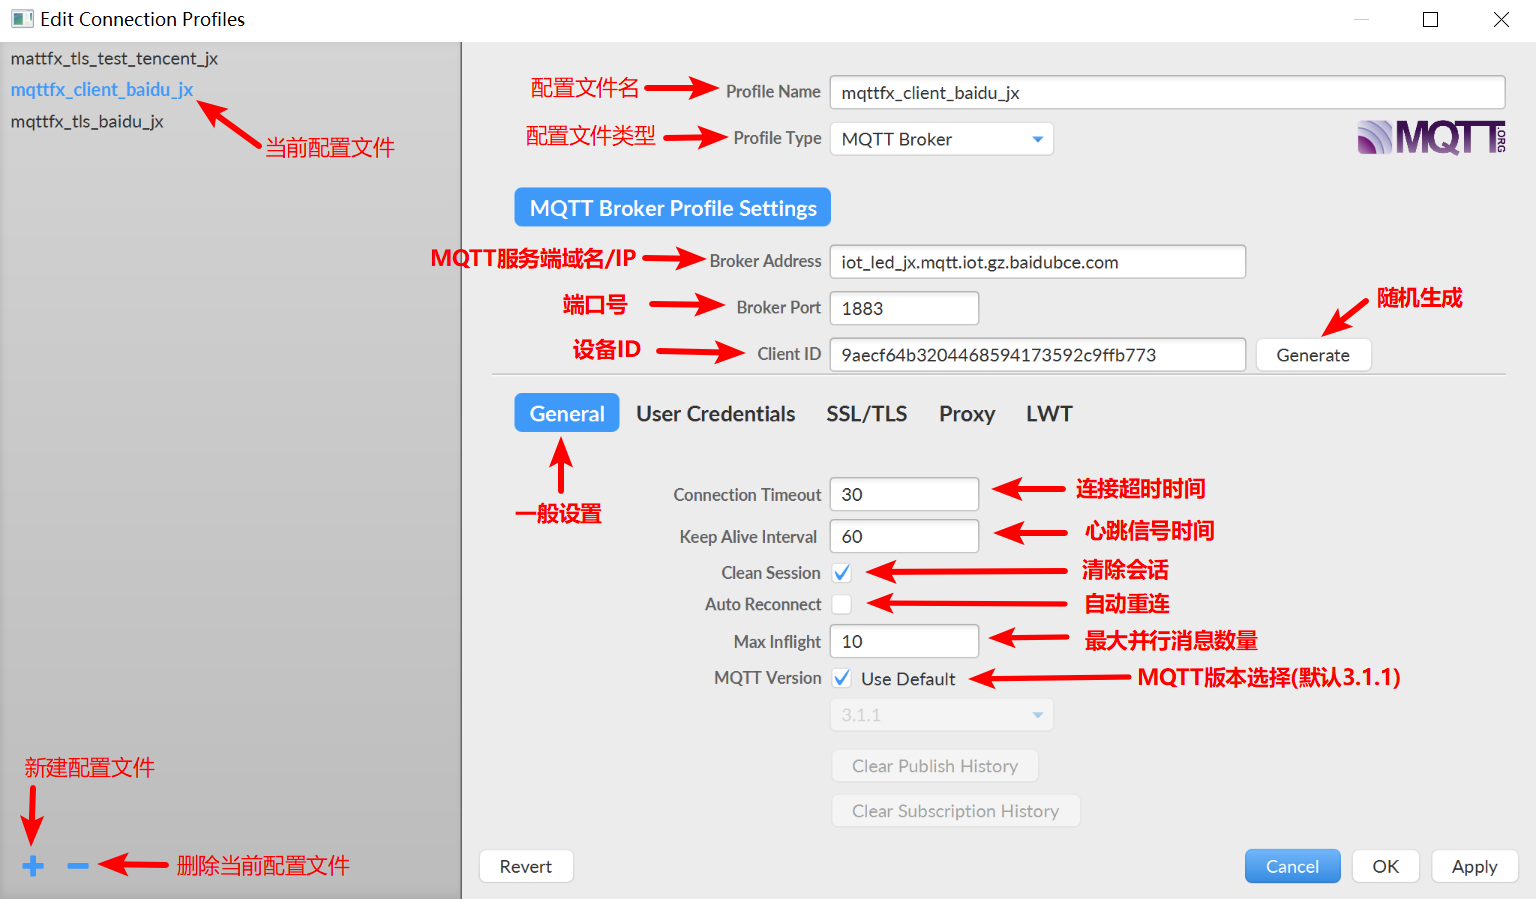 Edit Connection Profiles
mattfx_tls_test_tencent_jx
mqttfx_client_baidu_jx
mqttfx_tls_baidu_jx
当前配置文件
配置文件名
Profile Name
mqttfx_client_baidu_jx
配置文件类型
Profile Type
MQTT Broker
MQTT.ORG
MQTT Broker Profile Settings
MQTT服务端域名/IP
Broker Address
iot_led_jx.mqtt.iot.gz.baidubce.com
端口号
Broker Port
1883
随机生成
设备ID
Client ID
9aecf64b3204468594173592c9ffb773
Generate
General
User Credentials
SSL/TLS
Proxy
LWT
一般设置
Connection Timeout
30
连接超时时间
Keep Alive Interval
60
心跳信号时间
Clean Session
清除会话
Auto Reconnect
自动重连
Max Inflight
10
最大并行消息数量
MQTT Version
Use Default
MQTT版本选择(默认3.1.1)
3.1.1
Clear Publish History
Clear Subscription History
新建配置文件
删除当前配置文件
Revert
Cancel
OK
Apply